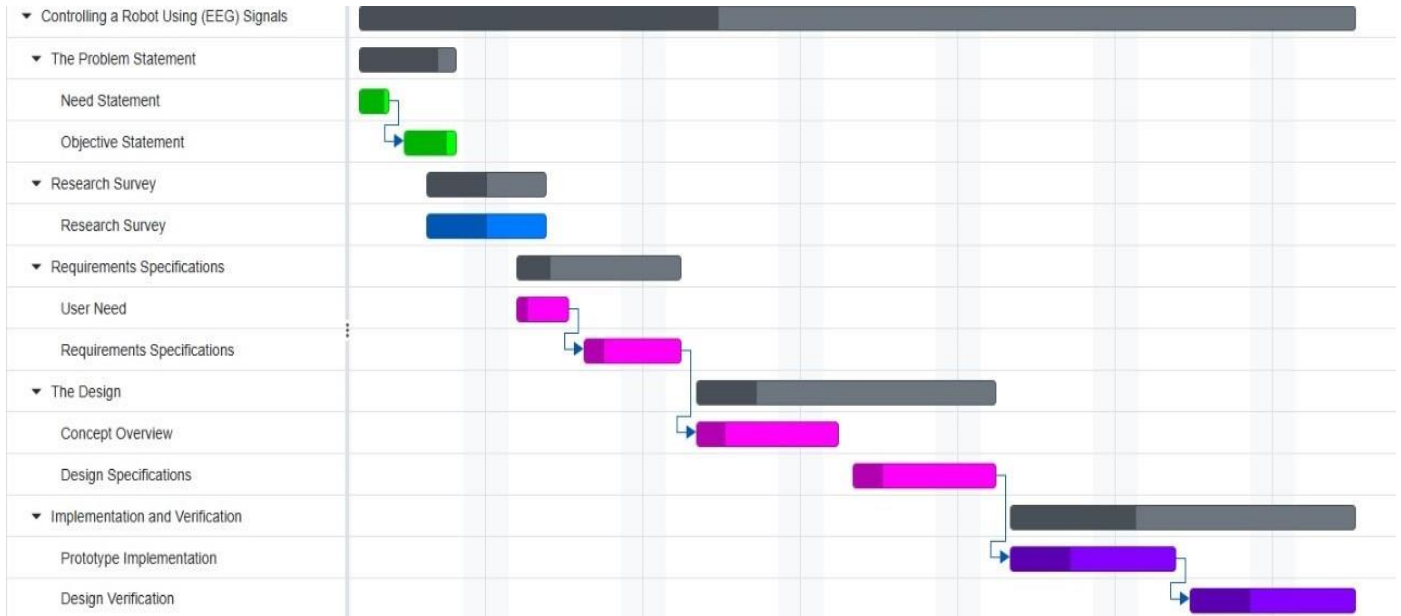 Controlling a Robot Using (EEG) Signals
The Problem Statement
Need Statement
Objective Statement
Research Survey
Research Survey
Requirements Specifications
User Need
Requirements Specifications
The Design
Concept Overview
Design Specifications
Implementation and Verification
Prototype Implementation
Design Verification